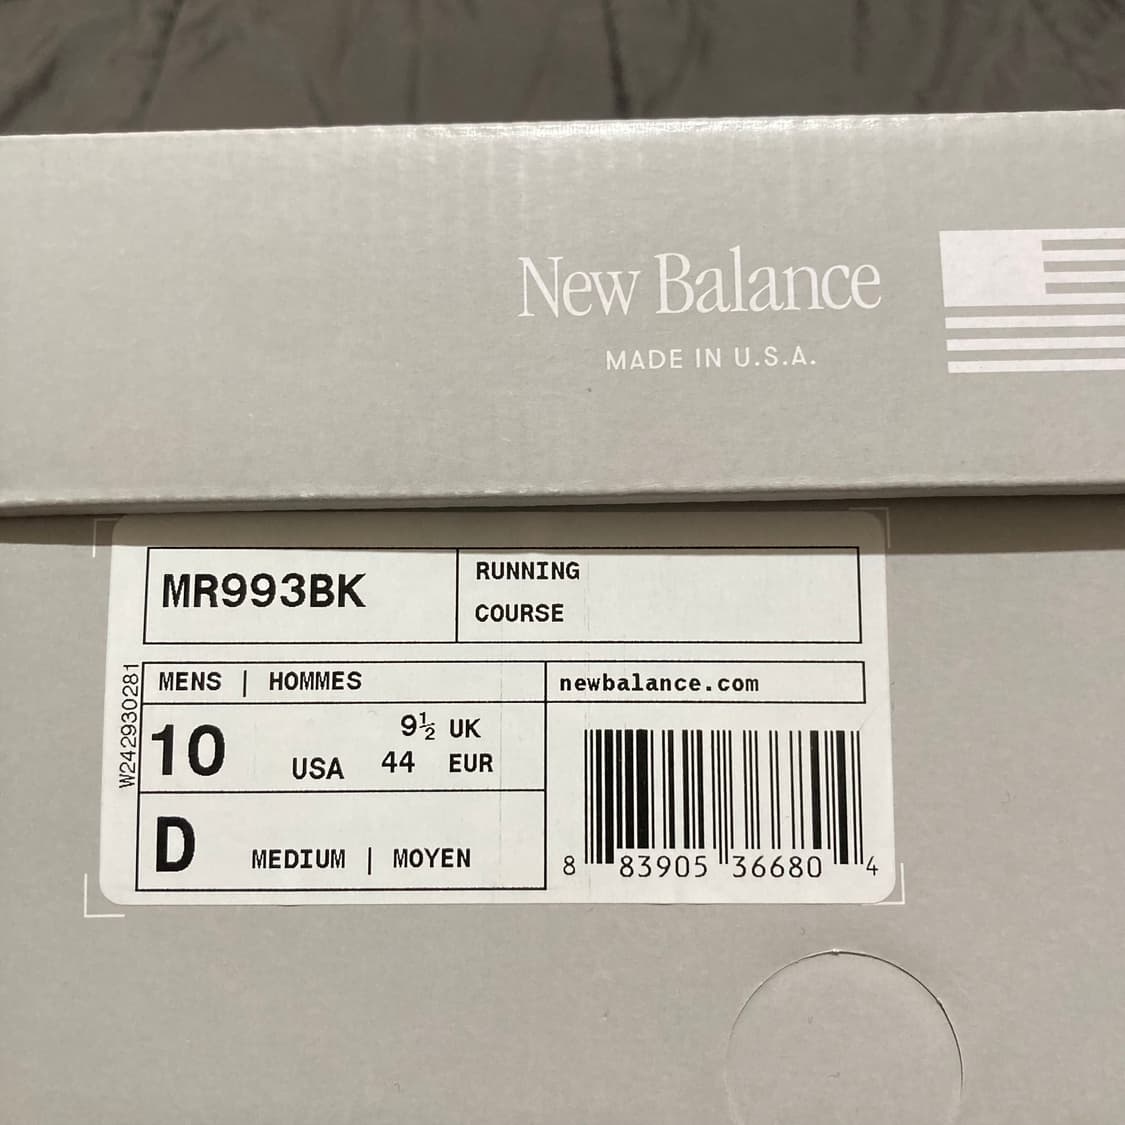 New Balance
MADE IN U.S.A.
MR993BK
RUNNING
COURSE
MENS | HOMMES
newbalance.com
10 USA
9½ UK
44 EUR
D MEDIUM | MOYEN
W242930281
8 83905 36680 4